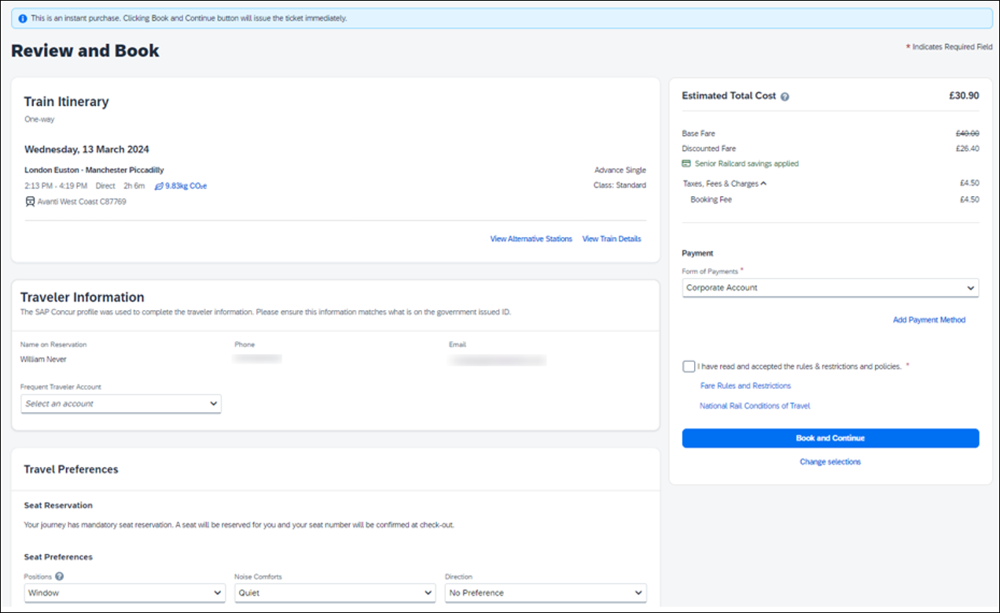 This is an instant purchase. Clicking Book and Continue button will issue the ticket immediately.
Review and Book
* Indicates Required Field
Train Itinerary
One-way
Wednesday, 13 March 2024
London Euston - Manchester Piccadilly
Advance Single
2:13 PM - 4:19 PM Direct 2h 6m 9.83kg CO₂e
Class: Standard
Avanti West Coast C87769
View Alternative Stations View Train Details
Traveler Information
The SAP Concur profile was used to complete the traveler information. Please ensure this information matches what is on the government issued ID.
Name on Reservation Phone Email
William Never
Frequent Traveler Account
Select an account
Travel Preferences
Seat Reservation
Your journey has mandatory seat reservation. A seat will be reserved for you and your seat number will be confirmed at check-out.
Seat Preferences
Positions ? Noise Comforts Direction
Window Quiet No Preference
Estimated Total Cost ? £30.90
Base Fare £40.00
Discounted Fare £26.40
Senior Railcard savings applied
Taxes, Fees & Charges £4.50
Booking Fee £4.50
Payment
Form of Payments *
Corporate Account
Add Payment Method
I have read and accepted the rules & restrictions and policies. *
Fare Rules and Restrictions
National Rail Conditions of Travel
Book and Continue
Change selections